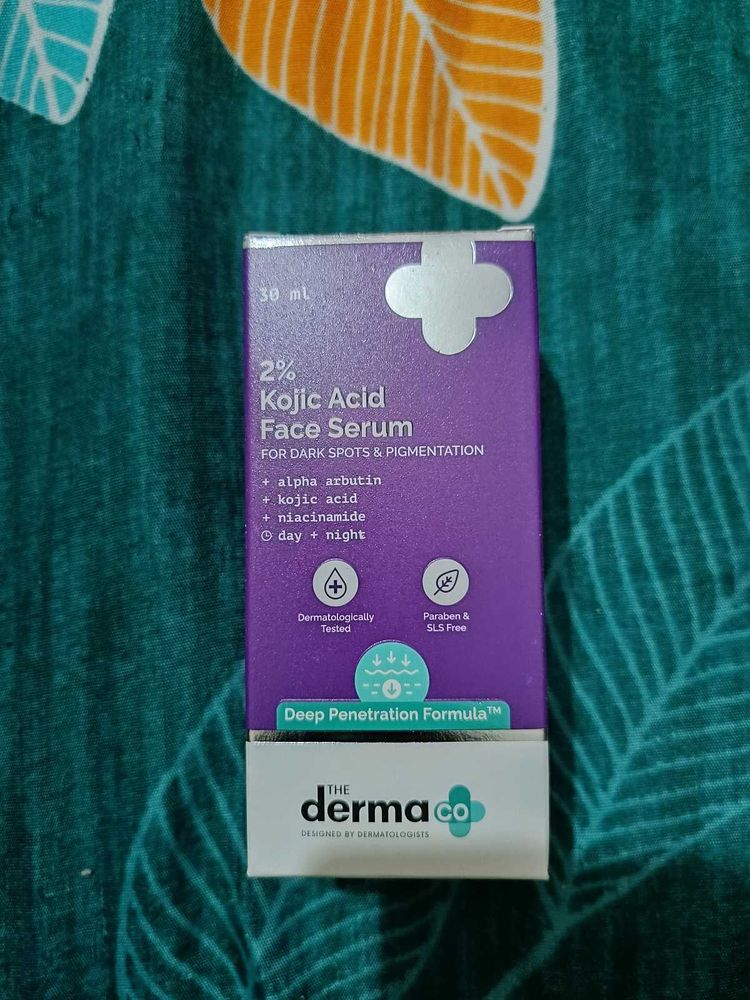 30 ml
2%
Kojic Acid
Face Serum
FOR DARK SPOTS & PIGMENTATION
+ alpha arbutin
+ kojic acid
+ niacinamide
day + night
Dermatologically
Tested
Paraben &
SLS Free
Deep Penetration Formula™
THE
derma co
DESIGNED BY DERMATOLOGISTS